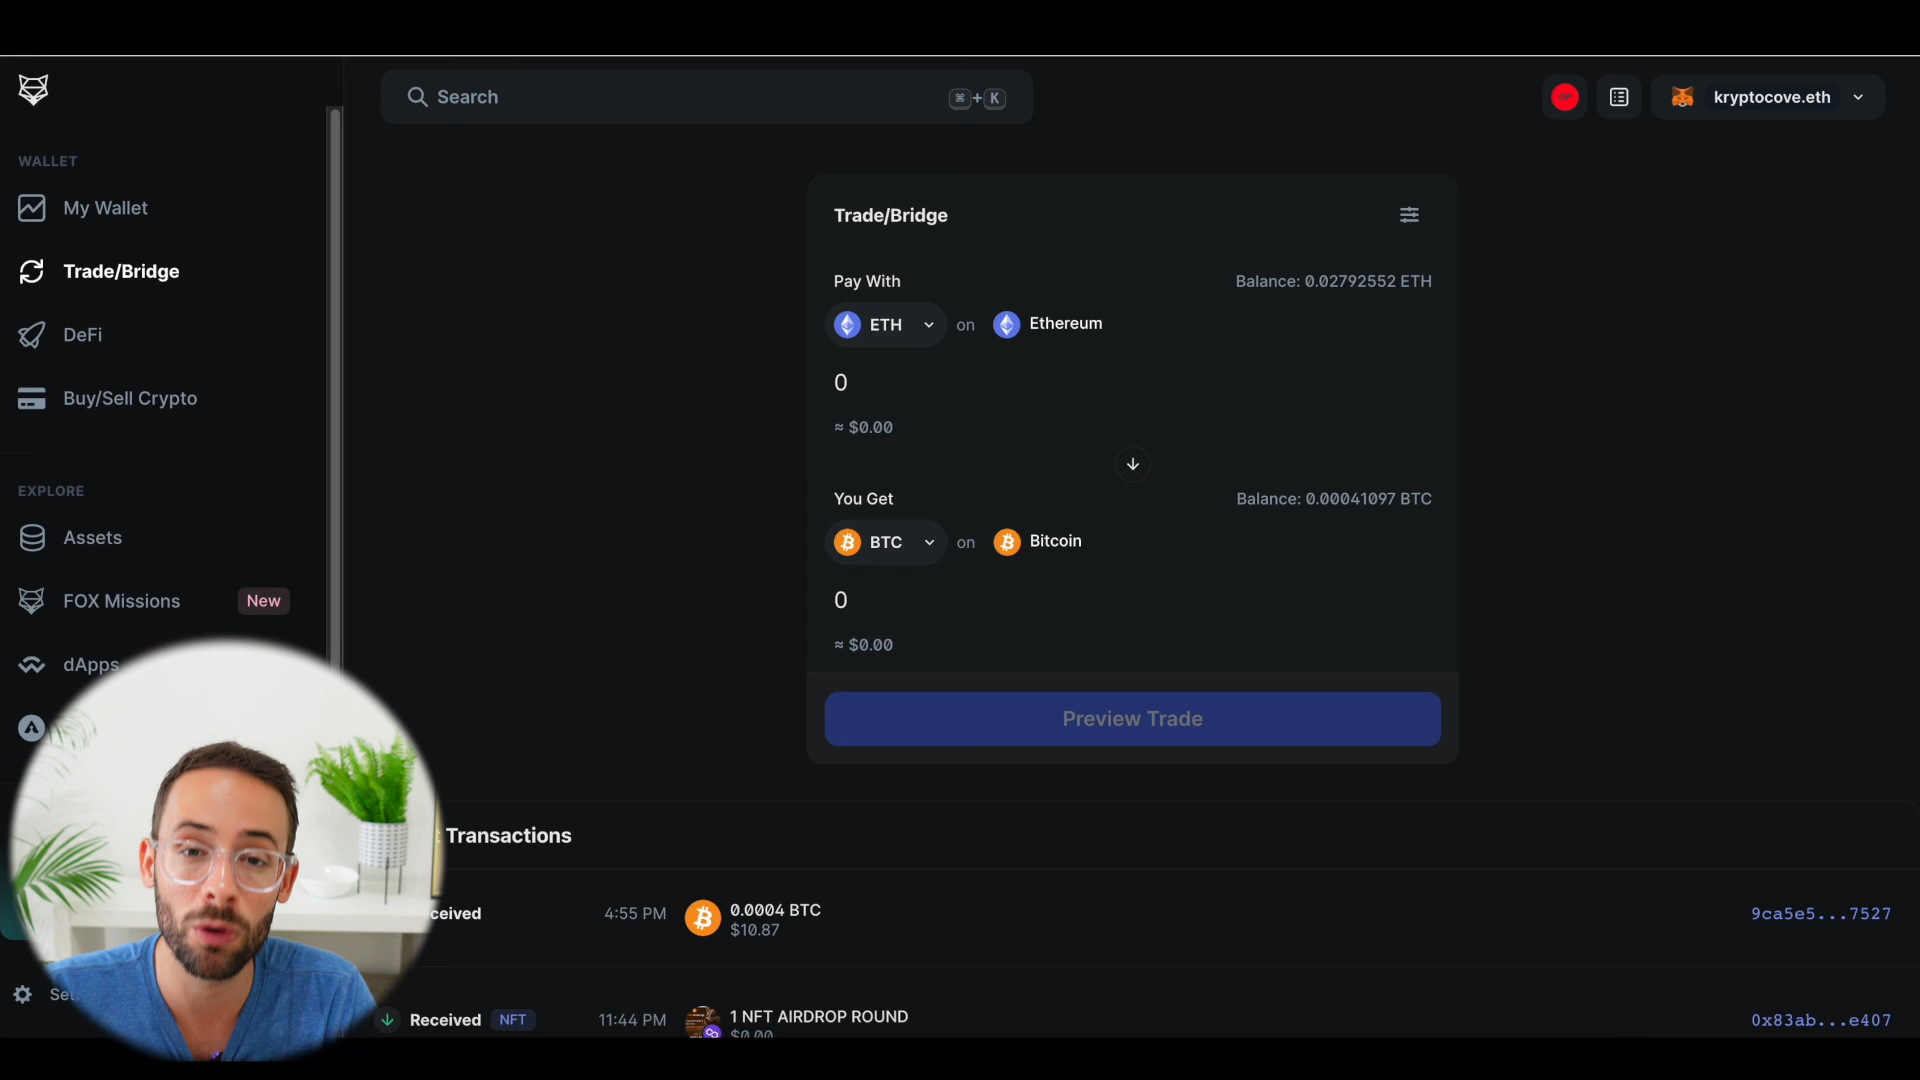 Search
⌘+K
kryptocove.eth
WALLET
My Wallet
Trade/Bridge
DeFi
Buy/Sell Crypto
EXPLORE
Assets
FOX Missions
New
dApps
Trade/Bridge
Pay With
Balance: 0.02792552 ETH
ETH
on
Ethereum
0
≈ $0.00
You Get
Balance: 0.00041097 BTC
BTC
on
Bitcoin
0
≈ $0.00
Preview Trade
Transactions
4:55 PM
0.0004 BTC
$10.87
9ca5e5...7527
Received
NFT
11:44 PM
1 NFT AIRDROP ROUND
$0.00
0x83ab...e407